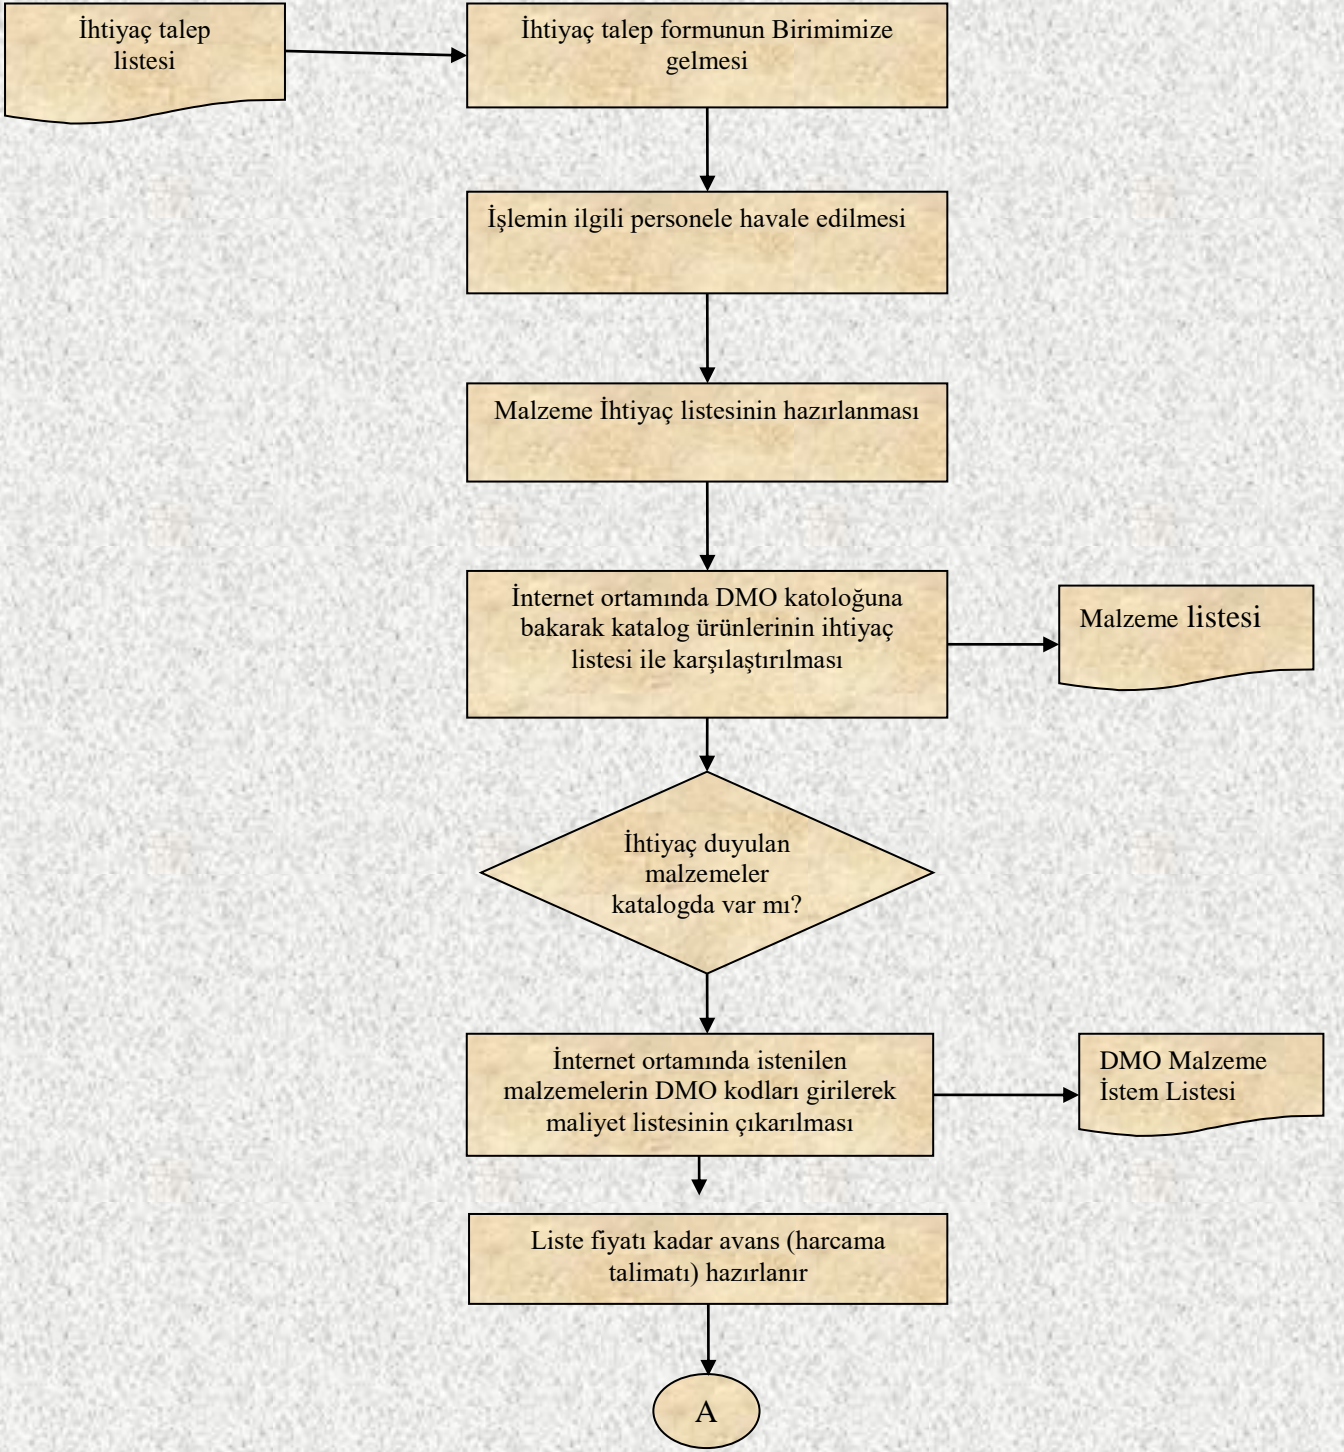 İhtiyaç talep
listesi
İhtiyaç talep formunun Birimimize
gelmesi
İşlemin ilgili personele havale edilmesi
Malzeme İhtiyaç listesinin hazırlanması
İnternet ortamında DMO katoloğuna
bakarak katalog ürünlerinin ihtiyaç
listesi ile karşılaştırılması
Malzeme listesi
İhtiyaç duyulan
malzemeler
katalogda var mı?
İnternet ortamında istenilen
malzemelerin DMO kodları girilerek
maliyet listesinin çıkarılması
DMO Malzeme
İstem Listesi
Liste fiyatı kadar avans (harcama
talimatı) hazırlanır
A